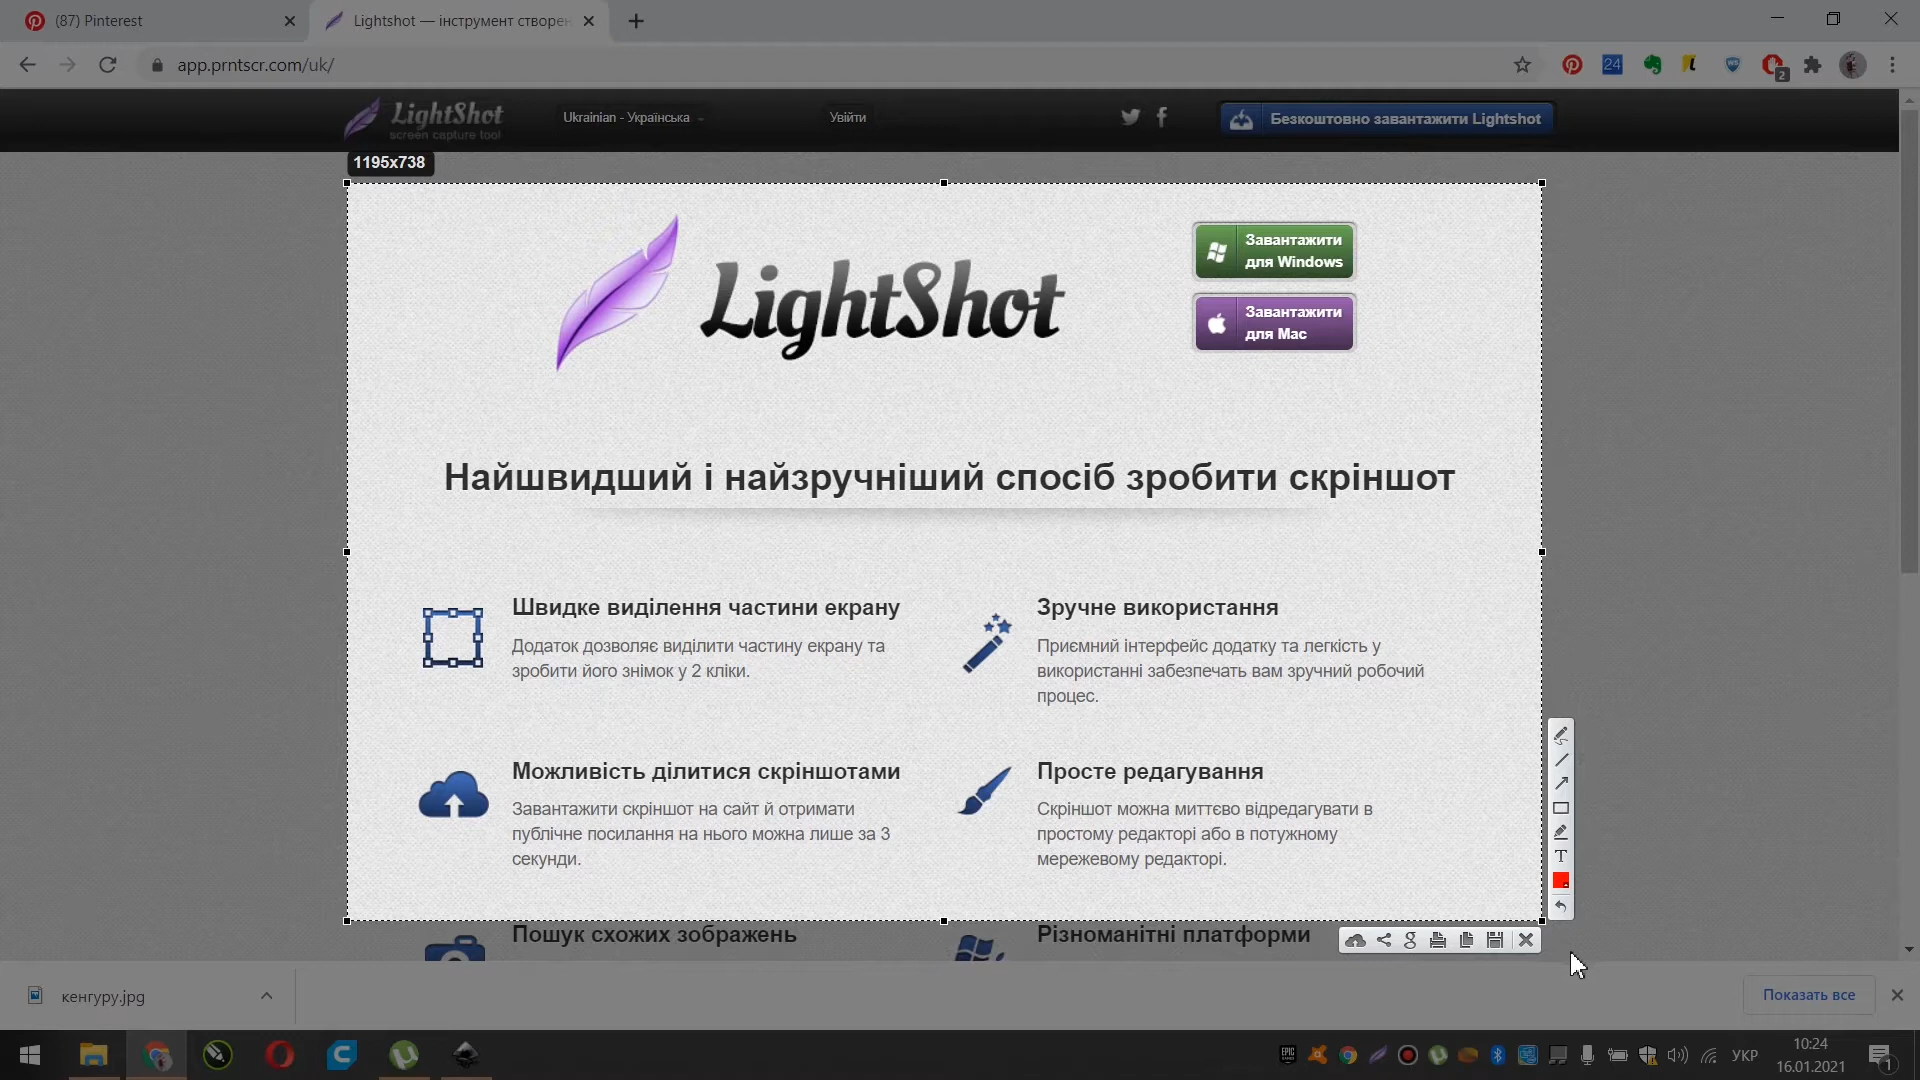 (87) Pinterest
Lightshot — інструмент створен
app.prntscr.com/uk/
24
2
LightShot
screen capture tool
Ukrainian - Українська
Увійти
Безкоштовно завантажити Lightshot
1195x738
LightShot
Завантажити
для Windows
Завантажити
для Mac
Найшвидший і найзручніший спосіб зробити скріншот
Швидке виділення частини екрану
Додаток дозволяє виділити частину екрану та
зробити його знімок у 2 кліки.
Зручне використання
Приємний інтерфейс додатку та легкість у
використанні забезпечать вам зручний робочий
процес.
Можливість ділитися скріншотами
Завантажити скріншот на сайт й отримати
публічне посилання на нього можна лише за 3
секунди.
Просте редагування
Скріншот можна миттєво відредагувати в
простому редакторі або в потужному
мережевому редакторі.
Пошук схожих зображень
Різноманітні платформи
кенгуру.jpg
Показать все
EPIC
УКР
10:24
16.01.2021
1